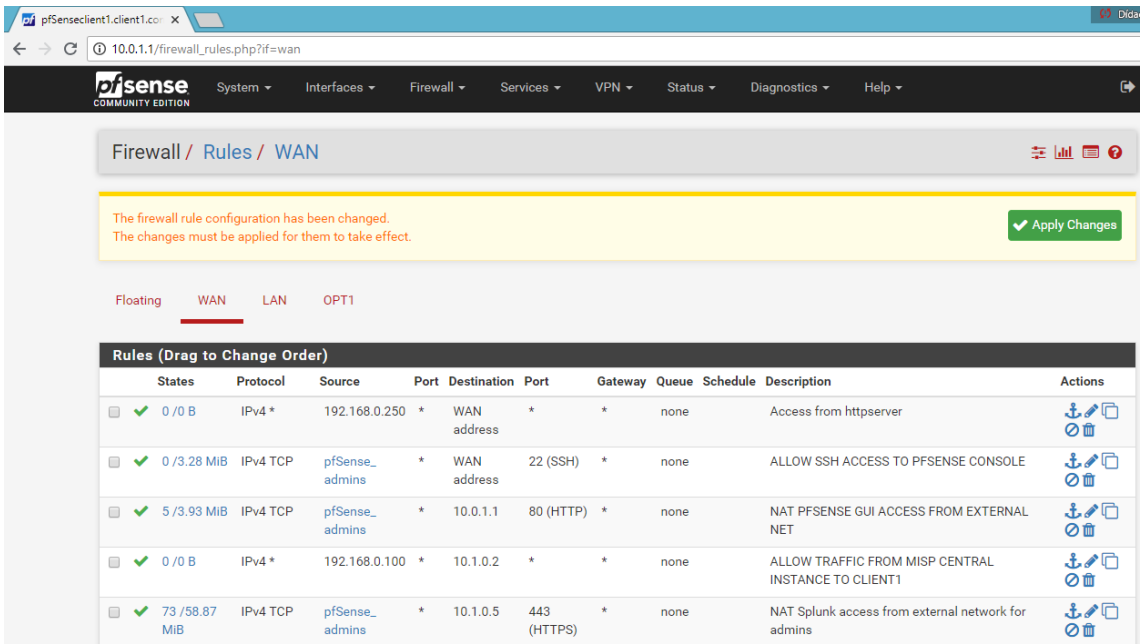 pfSenseclient1.client1.con
Dídac
10.0.1.1/firewall_rules.php?if=wan
pfsense
COMMUNITY EDITION
System Interfaces Firewall Services VPN Status Diagnostics Help
Firewall / Rules / WAN
The firewall rule configuration has been changed.
The changes must be applied for them to take effect.
Apply Changes
Floating WAN LAN OPT1
Rules (Drag to Change Order)
States Protocol Source Port Destination Port Gateway Queue Schedule Description Actions
0 /0 B IPv4 * 192.168.0.250 * WAN * * none Access from httpserver
address
0 /3.28 MiB IPv4 TCP pfSense_ * WAN 22 (SSH) * none ALLOW SSH ACCESS TO PFSENSE CONSOLE
admins address
5 /3.93 MiB IPv4 TCP pfSense_ * 10.0.1.1 80 (HTTP) * none NAT PFSENSE GUI ACCESS FROM EXTERNAL
admins NET
0 /0 B IPv4 * 192.168.0.100 * 10.1.0.2 * * none ALLOW TRAFFIC FROM MISP CENTRAL
INSTANCE TO CLIENT1
73 /58.87 IPv4 TCP pfSense_ * 10.1.0.5 443 * none NAT Splunk access from external network for
MiB admins (HTTPS) admins